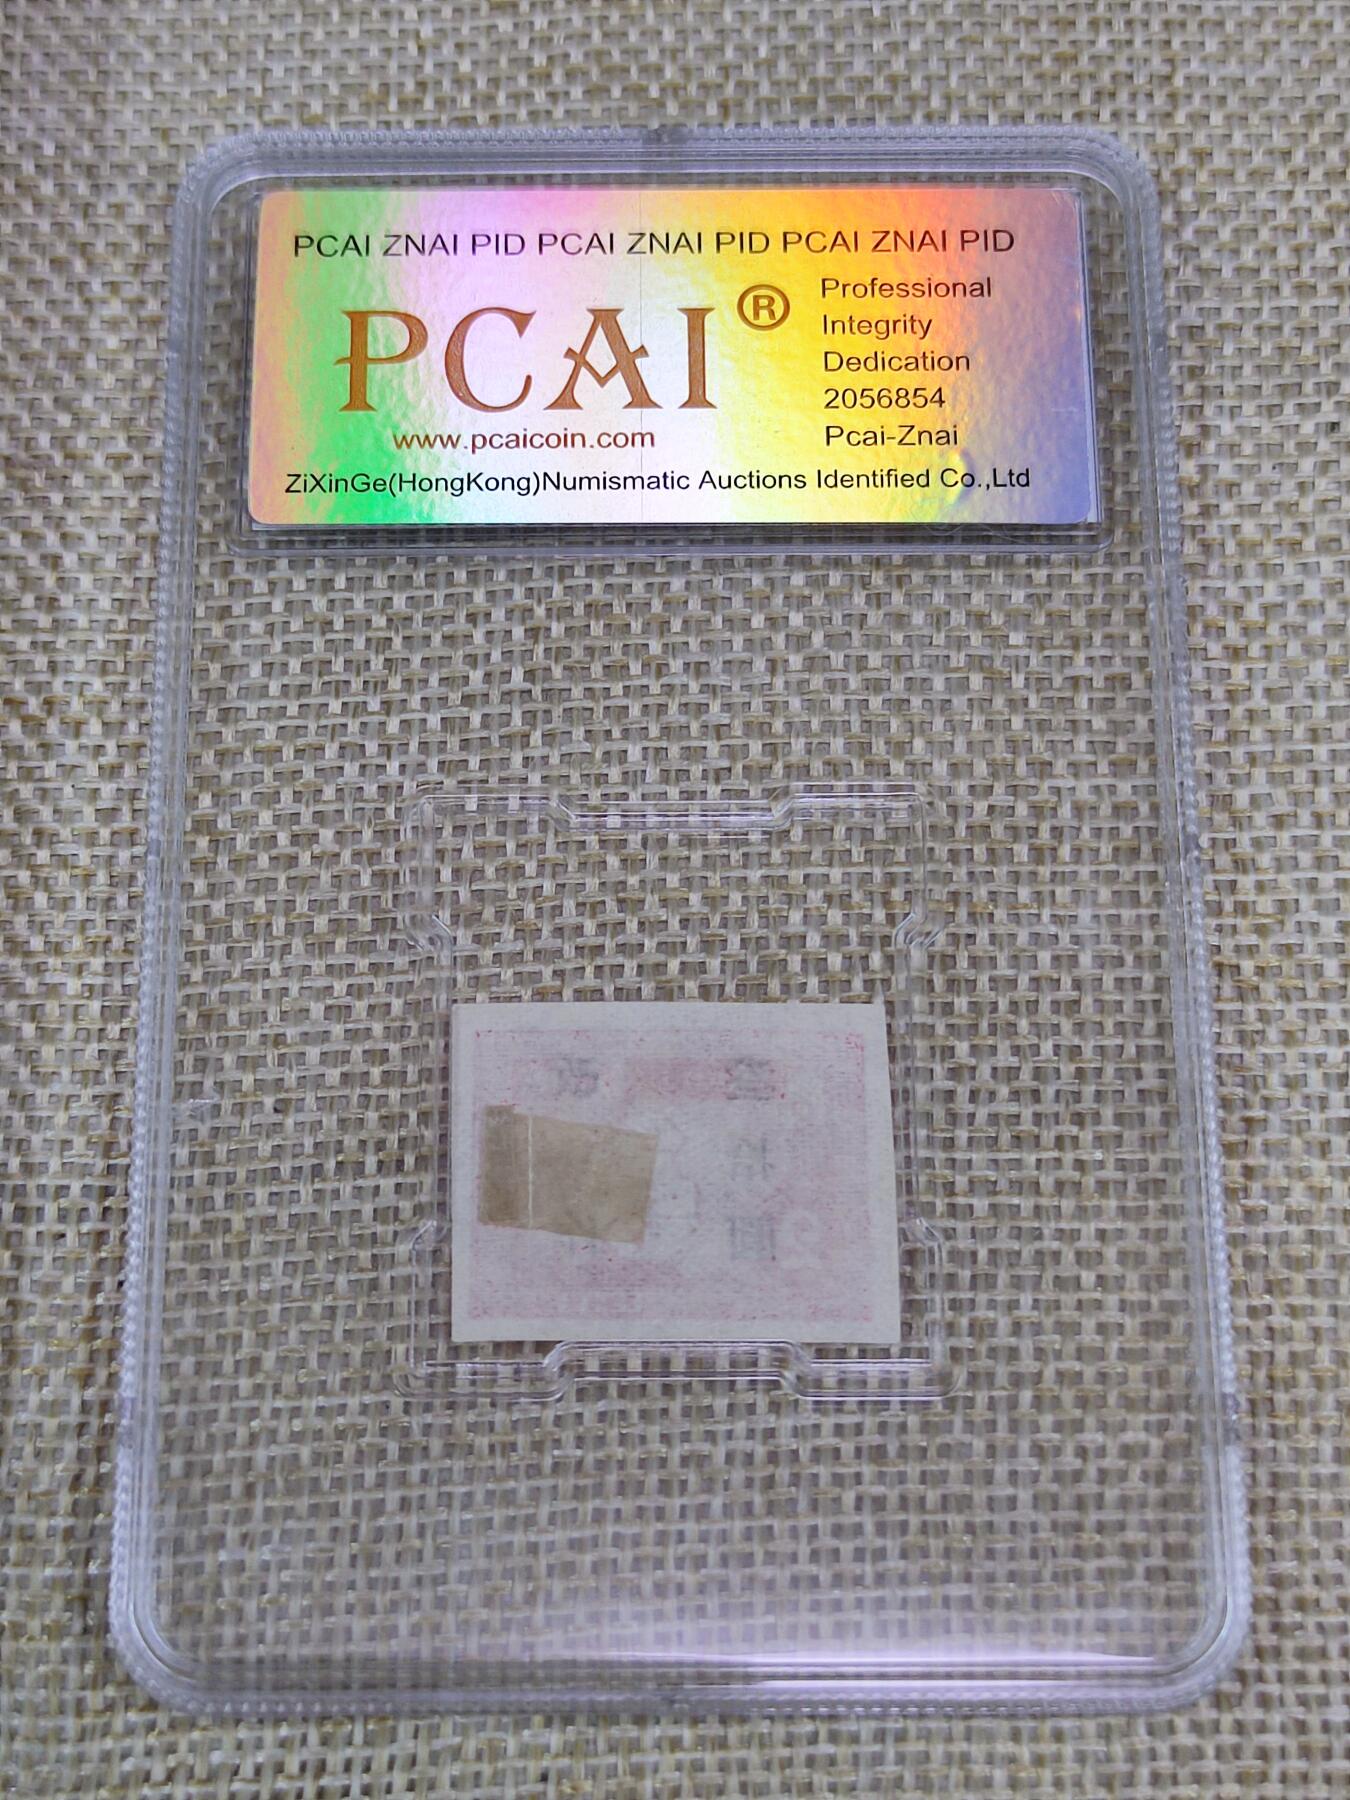 PCAI ZNAI PID PCAI ZNAI PID PCAI ZNAI PID
PCAI®
www.pcaicoin.com
Professional
Integrity
Dedication
2056854
Pcai-Znai
ZiXinGe(HongKong)Numismatic Auctions Identified Co.,Ltd